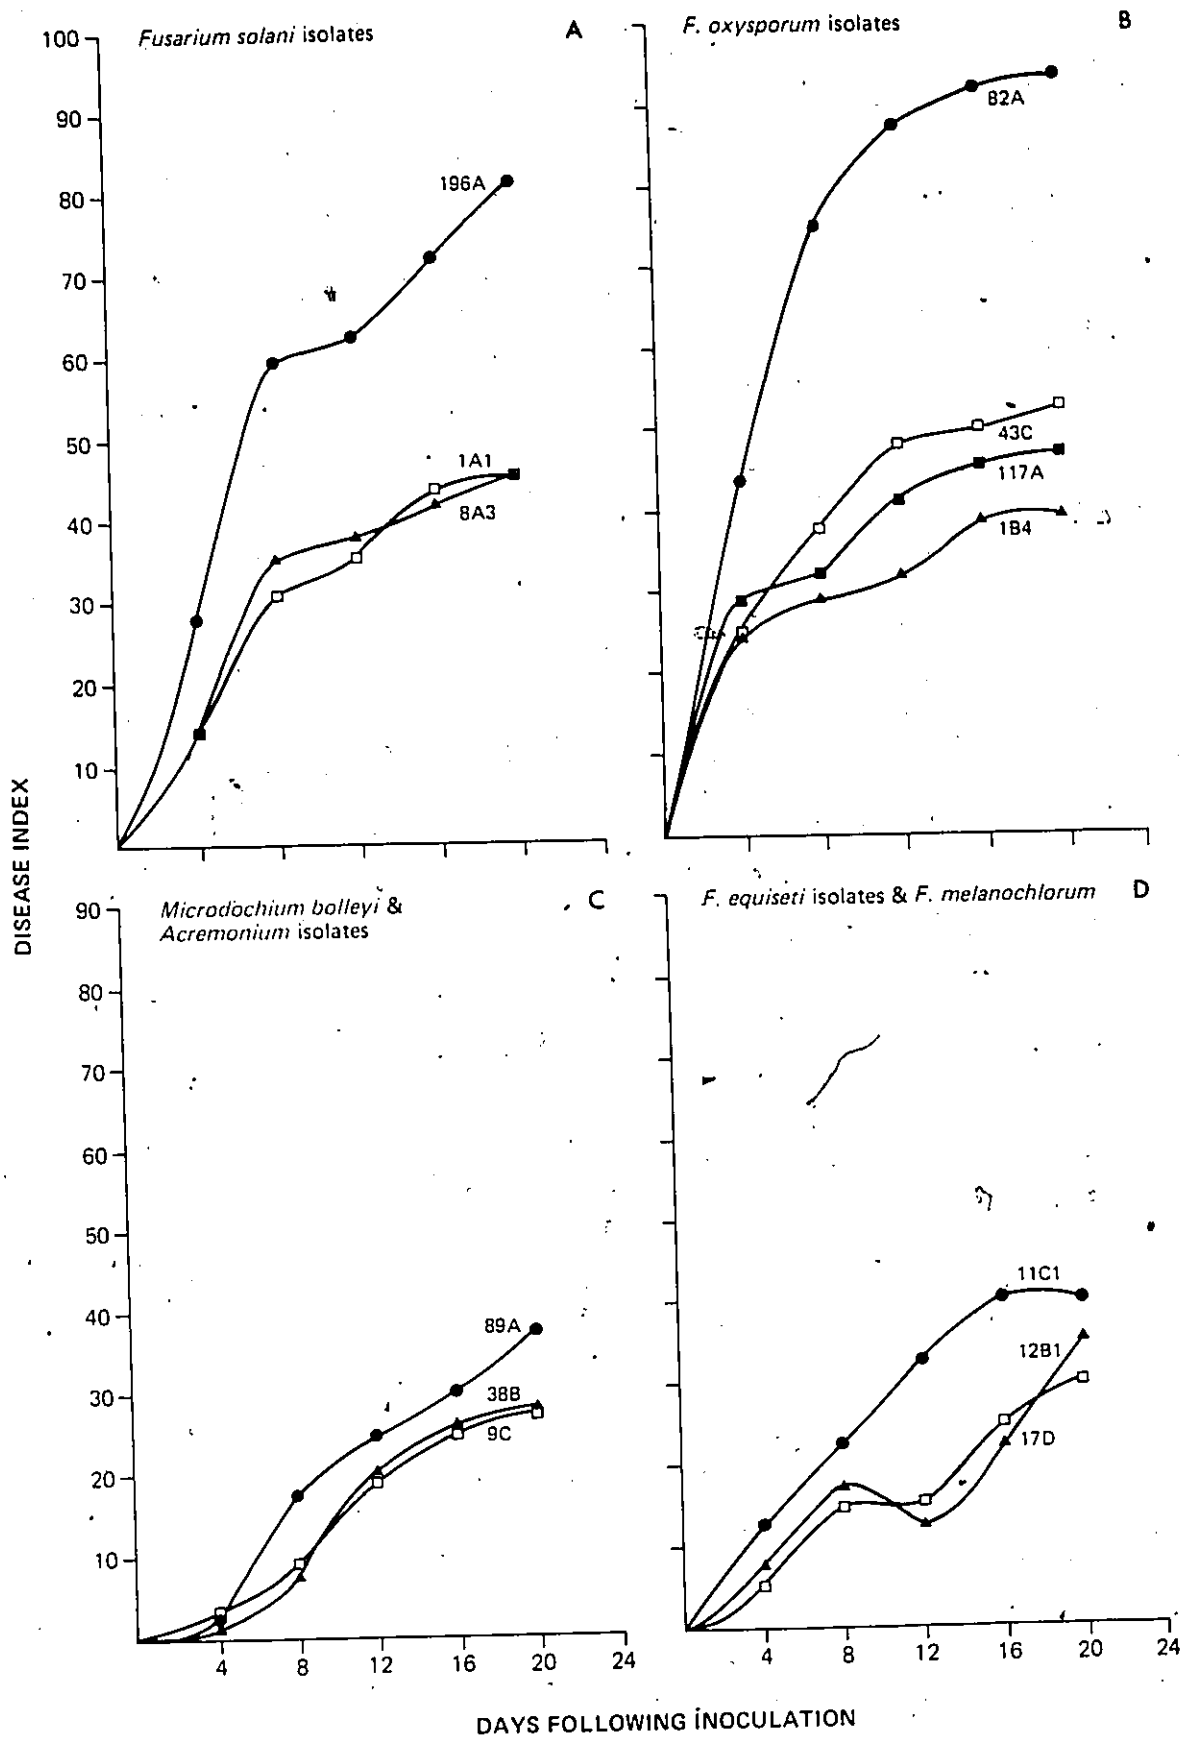 Fusarium solani isolates
A
100
90
80
70
60
50
40
30
20
10
196A
1A1
8A3
F. oxysporum isolates
B
82A
43C
117A
1B4
DISEASE INDEX
Microdochium bolleyi &
Acremonium isolates
C
90
80
70
60
50
40
30
20
10
89A
38B
9C
4 8 12 16 20 24
F. equiseti isolates & F. melanochlorum
D
11C1
12B1
17D
4 8 12 16 20 24
DAYS FOLLOWING INOCULATION